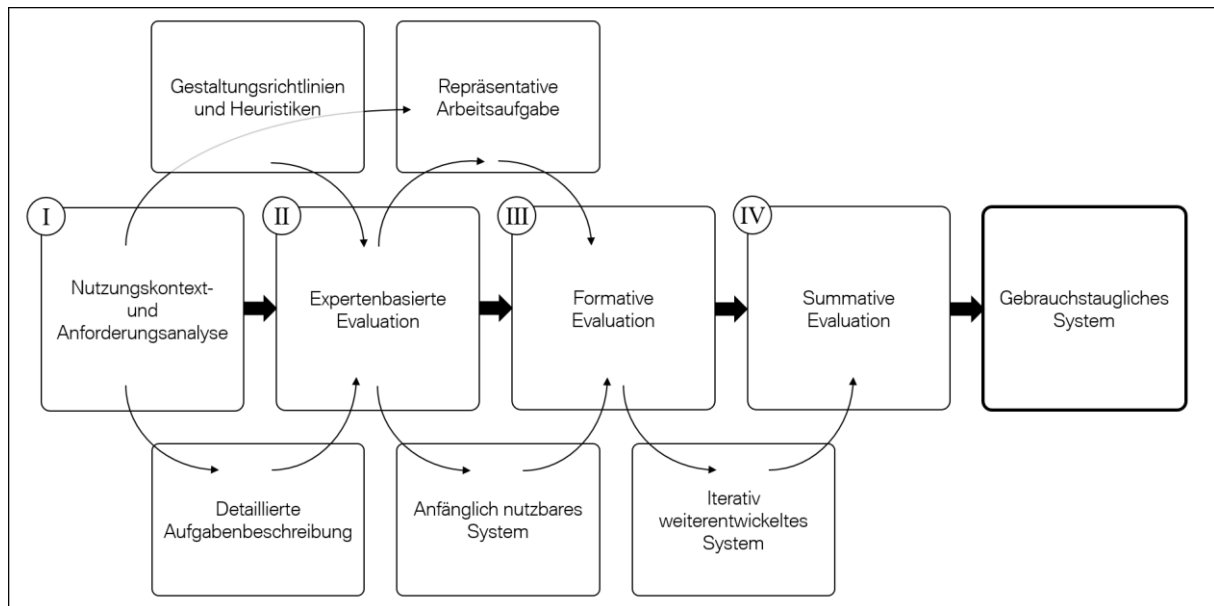 Gestaltungsrichtlinien
und Heuristiken
Repräsentative
Arbeitsaufgabe
I
Nutzungskontext-
und
Anforderungsanalyse
II
Expertenbasierte
Evaluation
III
Formative
Evaluation
IV
Summative
Evaluation
Gebrauchstaugliches
System
Detaillierte
Aufgabenbeschreibung
Anfänglich nutzbares
System
Iterativ
weiterentwickeltes
System